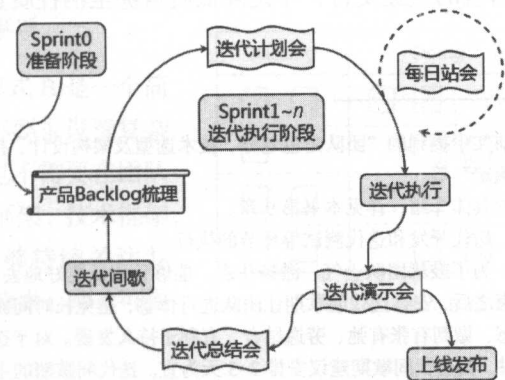 Sprint0
准备阶段
迭代计划会
每日站会
Sprint1~n
迭代执行阶段
产品Backlog梳理
迭代执行
迭代间歇
迭代演示会
迭代总结会
上线发布